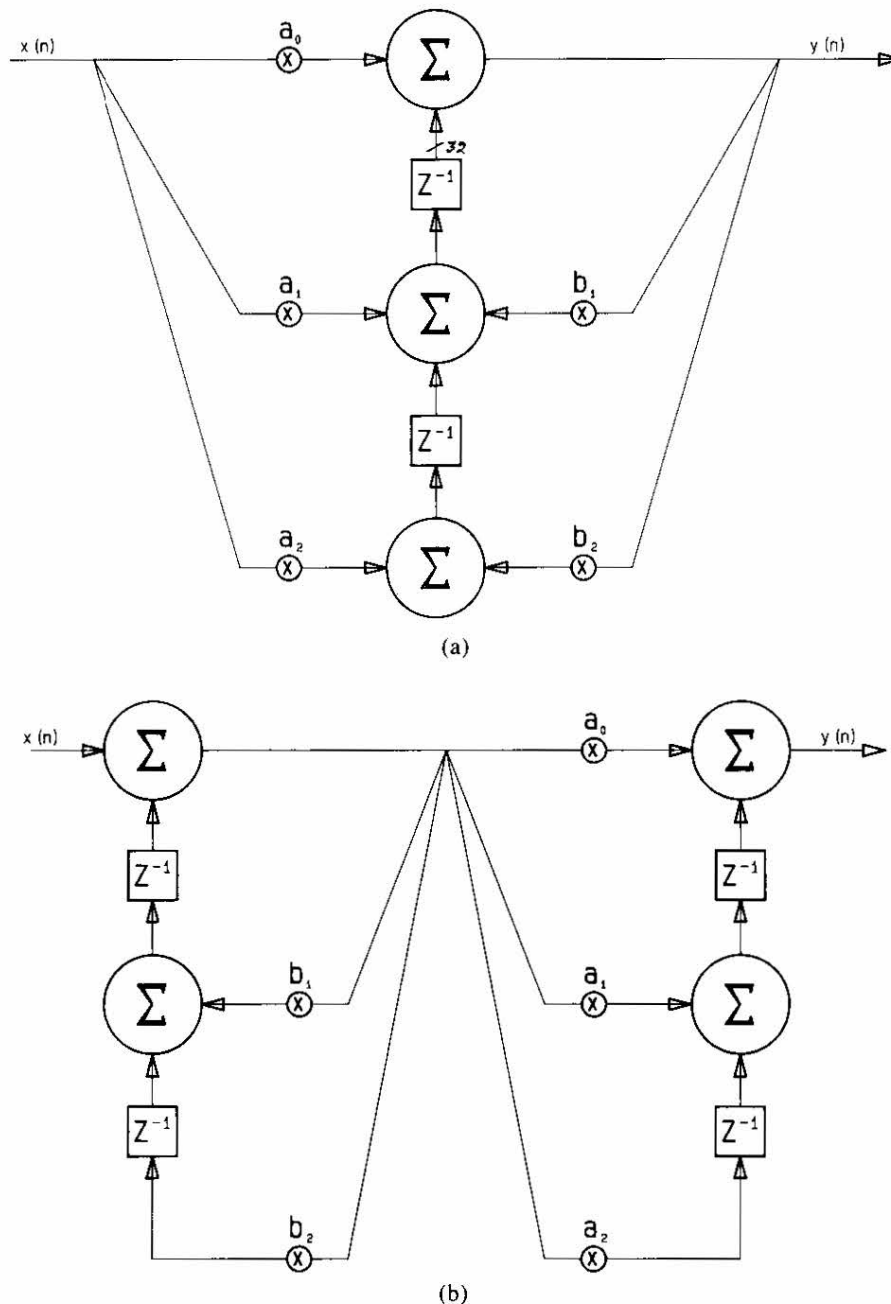 a₀
x (n) Σ y (n)
32
Z⁻¹
a₁ b₁
Σ
Z⁻¹
a₂ b₂
Σ
(a)
a₀
x (n) Σ Σ y (n)
Z⁻¹ Z⁻¹
b₁ a₁
Σ Σ
Z⁻¹ Z⁻¹
b₂ a₂
(b)